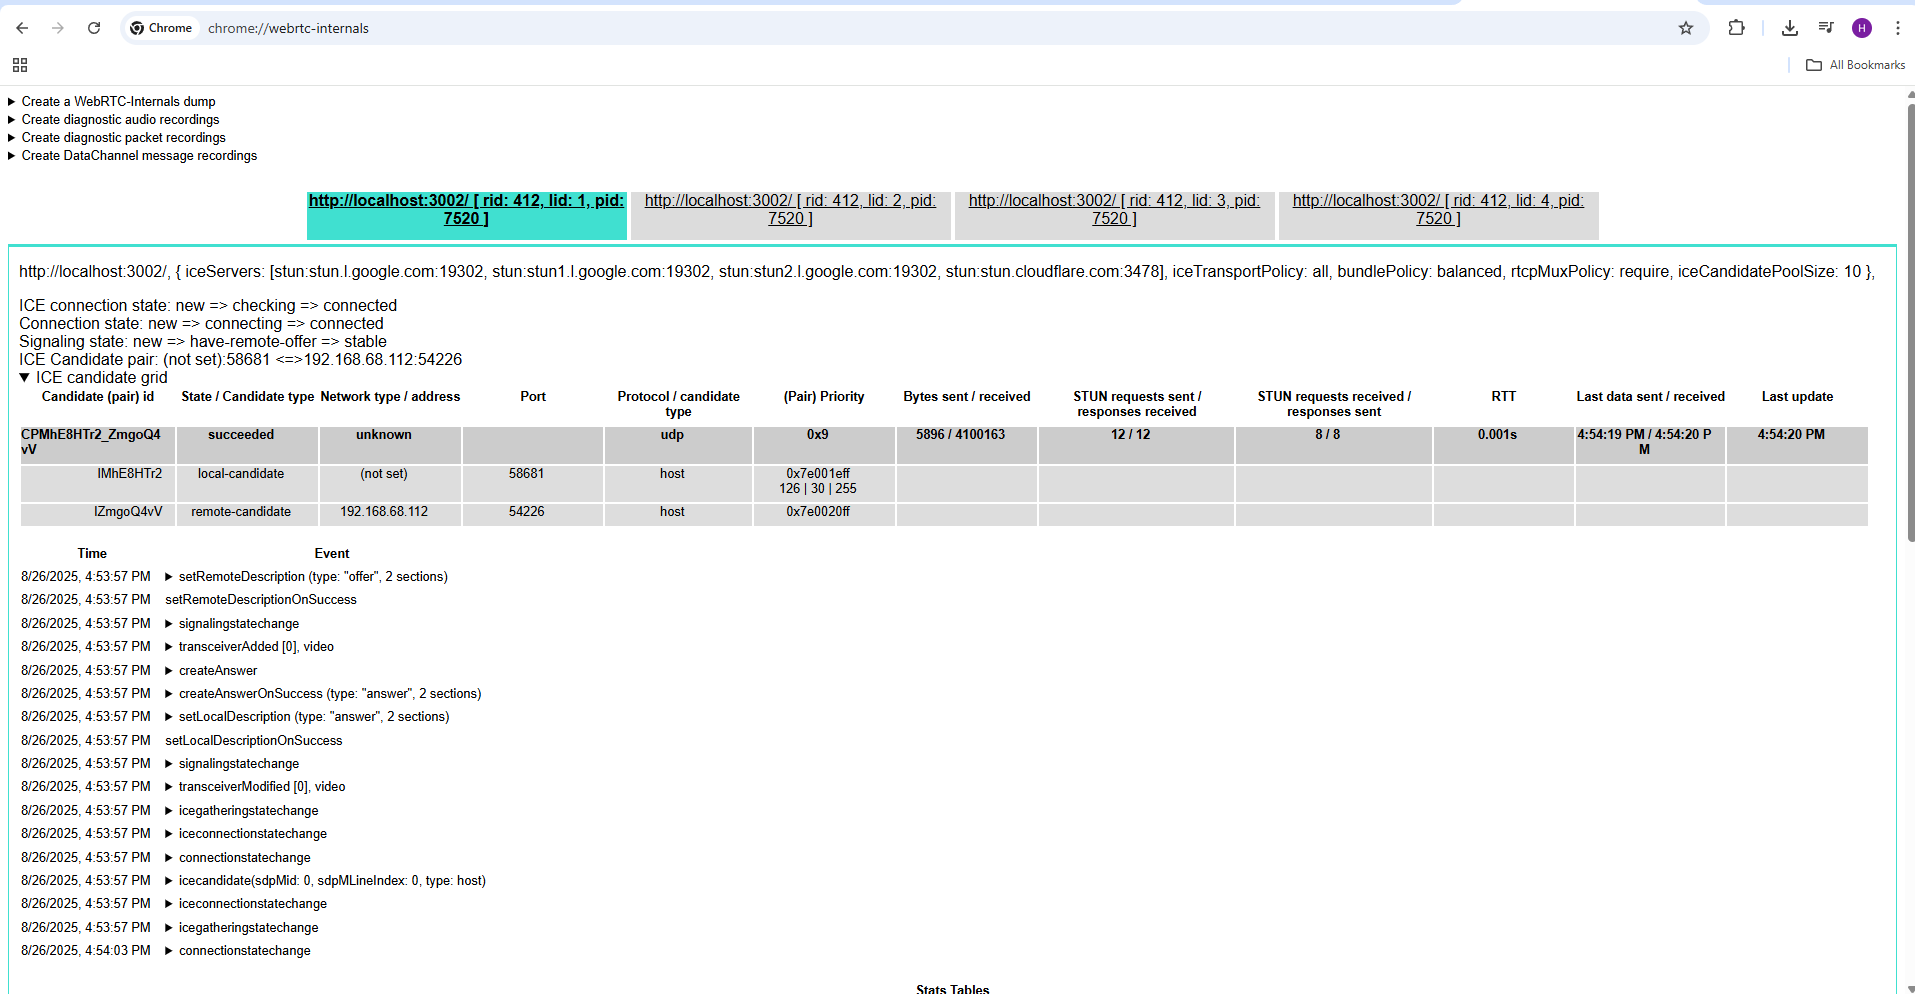 Chrome
chrome://webrtc-internals
H
All Bookmarks
Create a WebRTC-Internals dump
Create diagnostic audio recordings
Create diagnostic packet recordings
Create DataChannel message recordings
http://localhost:3002/ [ rid: 412, lid: 1, pid:
7520 ]
http://localhost:3002/ [ rid: 412, lid: 2, pid:
7520 ]
http://localhost:3002/ [ rid: 412, lid: 3, pid:
7520 ]
http://localhost:3002/ [ rid: 412, lid: 4, pid:
7520 ]
http://localhost:3002/, { iceServers: [stun:stun.l.google.com:19302, stun:stun1.l.google.com:19302, stun:stun2.l.google.com:19302, stun:stun.cloudflare.com:3478], iceTransportPolicy: all, bundlePolicy: balanced, rtcpMuxPolicy: require, iceCandidatePoolSize: 10 },
ICE connection state: new => checking => connected
Connection state: new => connecting => connected
Signaling state: new => have-remote-offer => stable
ICE Candidate pair: (not set):58681 <=>192.168.68.112:54226
ICE candidate grid
Candidate (pair) id State / Candidate type Network type / address Port Protocol / candidate type (Pair) Priority Bytes sent / received STUN requests sent / responses received STUN requests received / responses sent RTT Last data sent / received Last update
CPMhE8HTr2_ZmgoQ4vV succeeded unknown udp 0x9 5896 / 4100163 12 / 12 8 / 8 0.001s 4:54:19 PM / 4:54:20 PM 4:54:20 PM
IMhE8HTr2 local-candidate (not set) 58681 host 0x7e001eff
126 | 30 | 255
IZmgoQ4vV remote-candidate 192.168.68.112 54226 host 0x7e0020ff
Time Event
8/26/2025, 4:53:57 PM setRemoteDescription (type: "offer", 2 sections)
8/26/2025, 4:53:57 PM setRemoteDescriptionOnSuccess
8/26/2025, 4:53:57 PM signalingstatechange
8/26/2025, 4:53:57 PM transceiverAdded [0], video
8/26/2025, 4:53:57 PM createAnswer
8/26/2025, 4:53:57 PM createAnswerOnSuccess (type: "answer", 2 sections)
8/26/2025, 4:53:57 PM setLocalDescription (type: "answer", 2 sections)
8/26/2025, 4:53:57 PM setLocalDescriptionOnSuccess
8/26/2025, 4:53:57 PM signalingstatechange
8/26/2025, 4:53:57 PM transceiverModified [0], video
8/26/2025, 4:53:57 PM icegatheringstatechange
8/26/2025, 4:53:57 PM iceconnectionstatechange
8/26/2025, 4:53:57 PM connectionstatechange
8/26/2025, 4:53:57 PM icecandidate(sdpMid: 0, sdpMLineIndex: 0, type: host)
8/26/2025, 4:53:57 PM iceconnectionstatechange
8/26/2025, 4:53:57 PM icegatheringstatechange
8/26/2025, 4:54:03 PM connectionstatechange
Stats Tables